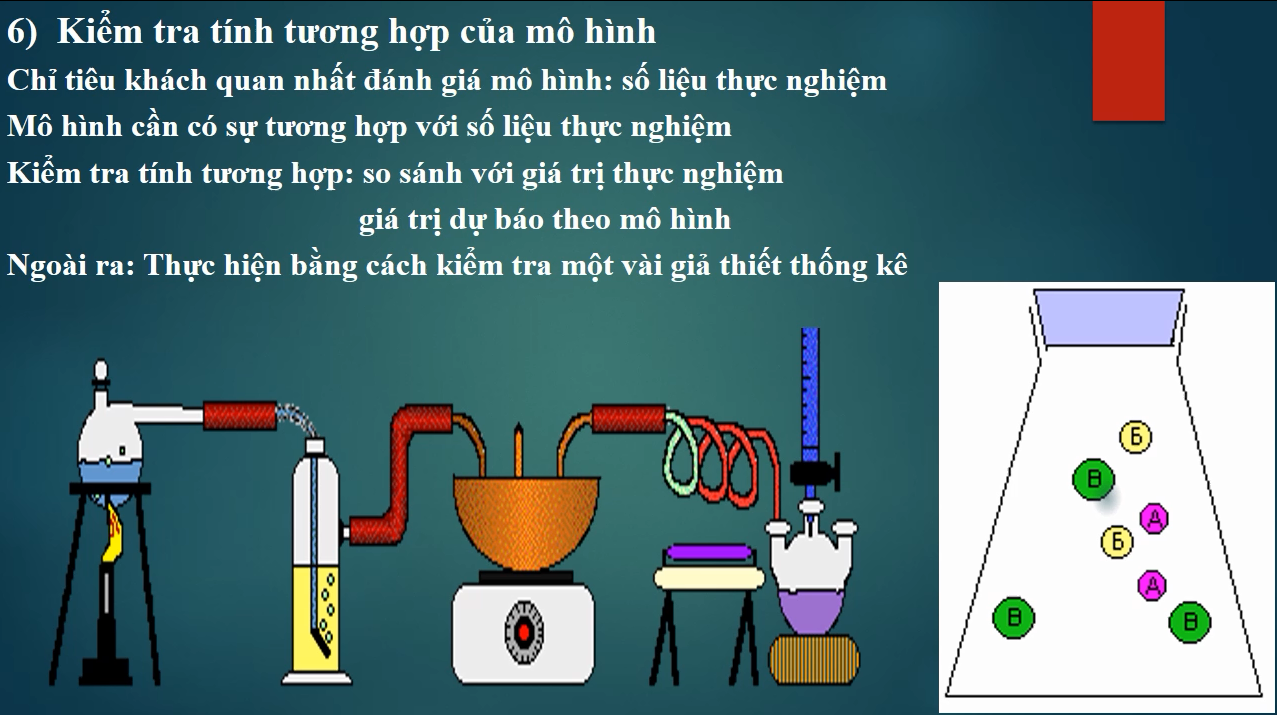 6) Kiểm tra tính tương hợp của mô hình
Chỉ tiêu khách quan nhất đánh giá mô hình: số liệu thực nghiệm
Mô hình cần có sự tương hợp với số liệu thực nghiệm
Kiểm tra tính tương hợp: so sánh với giá trị thực nghiệm
giá trị dự báo theo mô hình
Ngoài ra: Thực hiện bằng cách kiểm tra một vài giả thiết thống kê
Б
В
А
Б
А
В
В